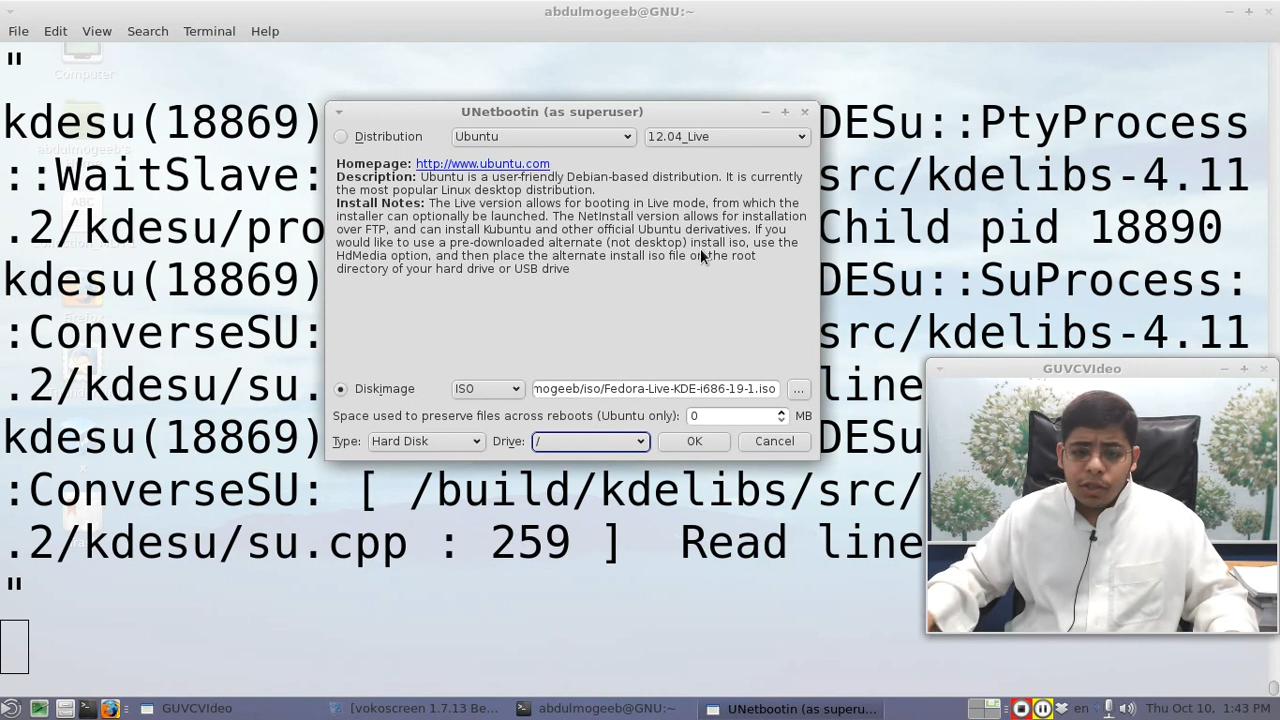 abdulmogeeb@GNU:~
File Edit View Search Terminal Help
"
kdesu(18869) DESu::PtyProcess
::WaitSlave: src/kdelibs-4.11
.2/kdesu/pro Child pid 18890
kdesu(18869) DESu::SuProcess:
:ConverseSU: src/kdelibs-4.11
.2/kdesu/su. line
kdesu(18869) DESu
:ConverseSU: [ /build/kdelibs/src/
.2/kdesu/su.cpp : 259 ] Read line
"
Computer
Firefox
UNetbootin (as superuser)
Distribution Ubuntu 12.04_Live
Homepage: http://www.ubuntu.com
Description: Ubuntu is a user-friendly Debian-based distribution. It is currently
the most popular Linux desktop distribution.
Install Notes: The Live version allows for booting in Live mode, from which the
installer can optionally be launched. The NetInstall version allows for installation
over FTP, and can install Kubuntu and other official Ubuntu derivatives. If you
would like to use a pre-downloaded alternate (not desktop) install iso, use the
HdMedia option, and then place the alternate install iso file on the root
directory of your hard drive or USB drive
Diskimage ISO mogeeb/iso/Fedora-Live-KDE-i686-19-1.iso ...
Space used to preserve files across reboots (Ubuntu only): 0 MB
Type: Hard Disk Drive: / OK Cancel
GUVCVIdeo
GUVCVIdeo [vokoscreen 1.7.13 Be... abdulmogeeb@GNU:~ UNetbootin (as superu... en Thu Oct 10, 1:43 PM